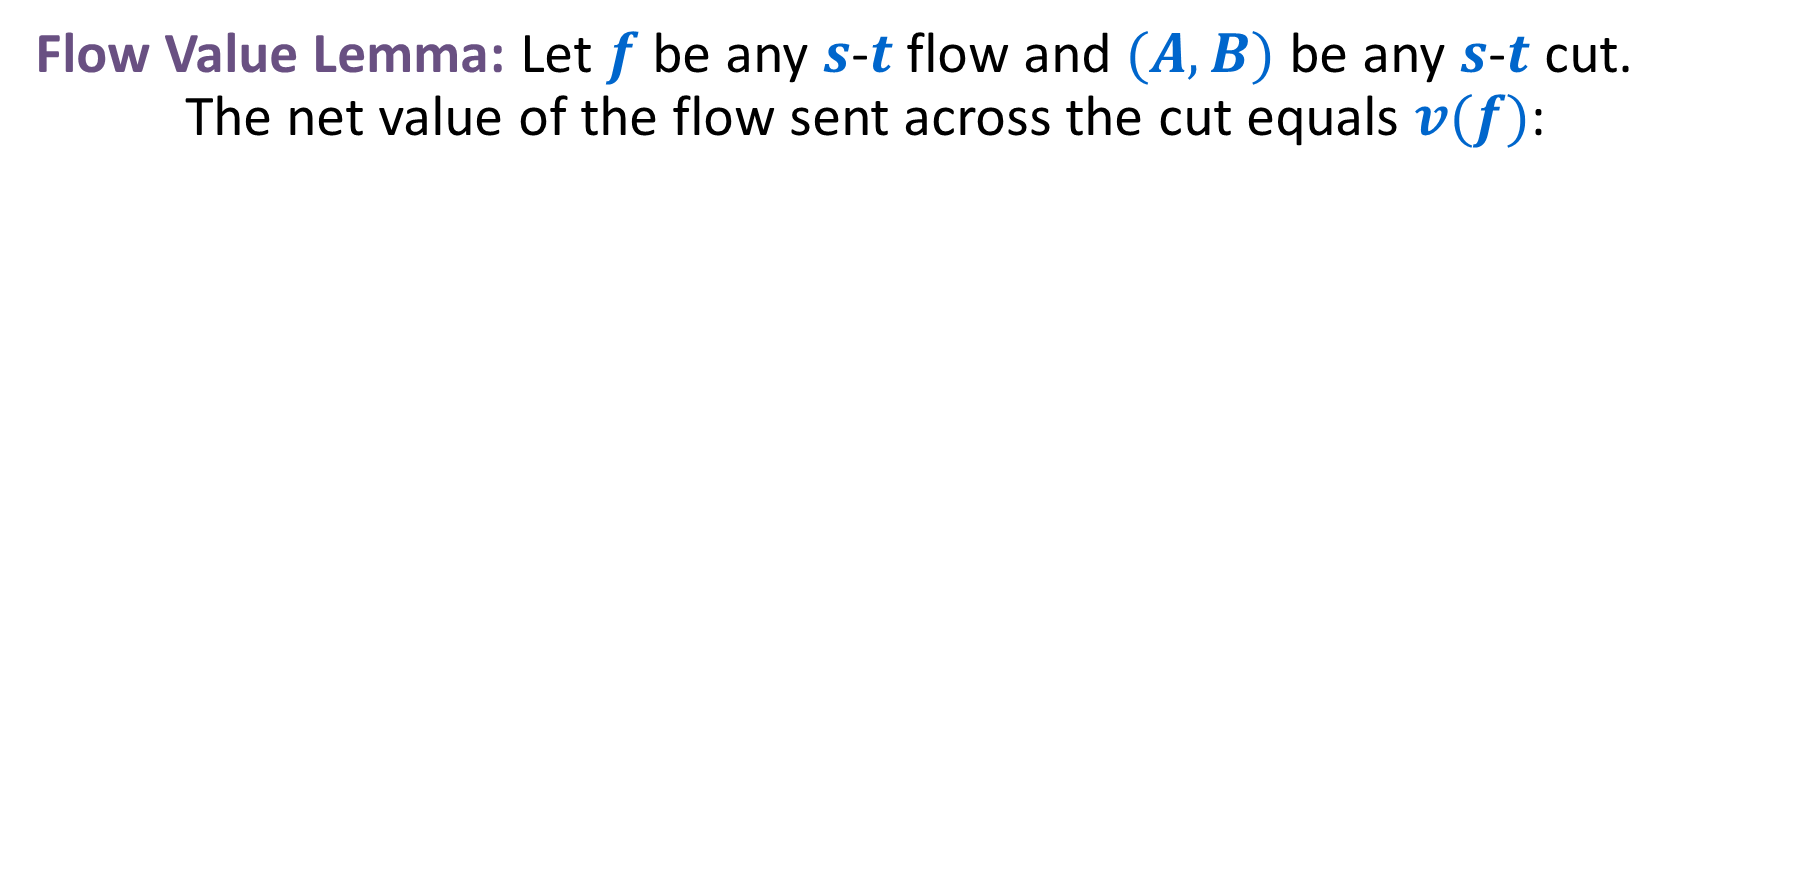 Flow Value Lemma: Let f be any s-t flow and (A, B) be any s-t cut.
The net value of the flow sent across the cut equals v(f):